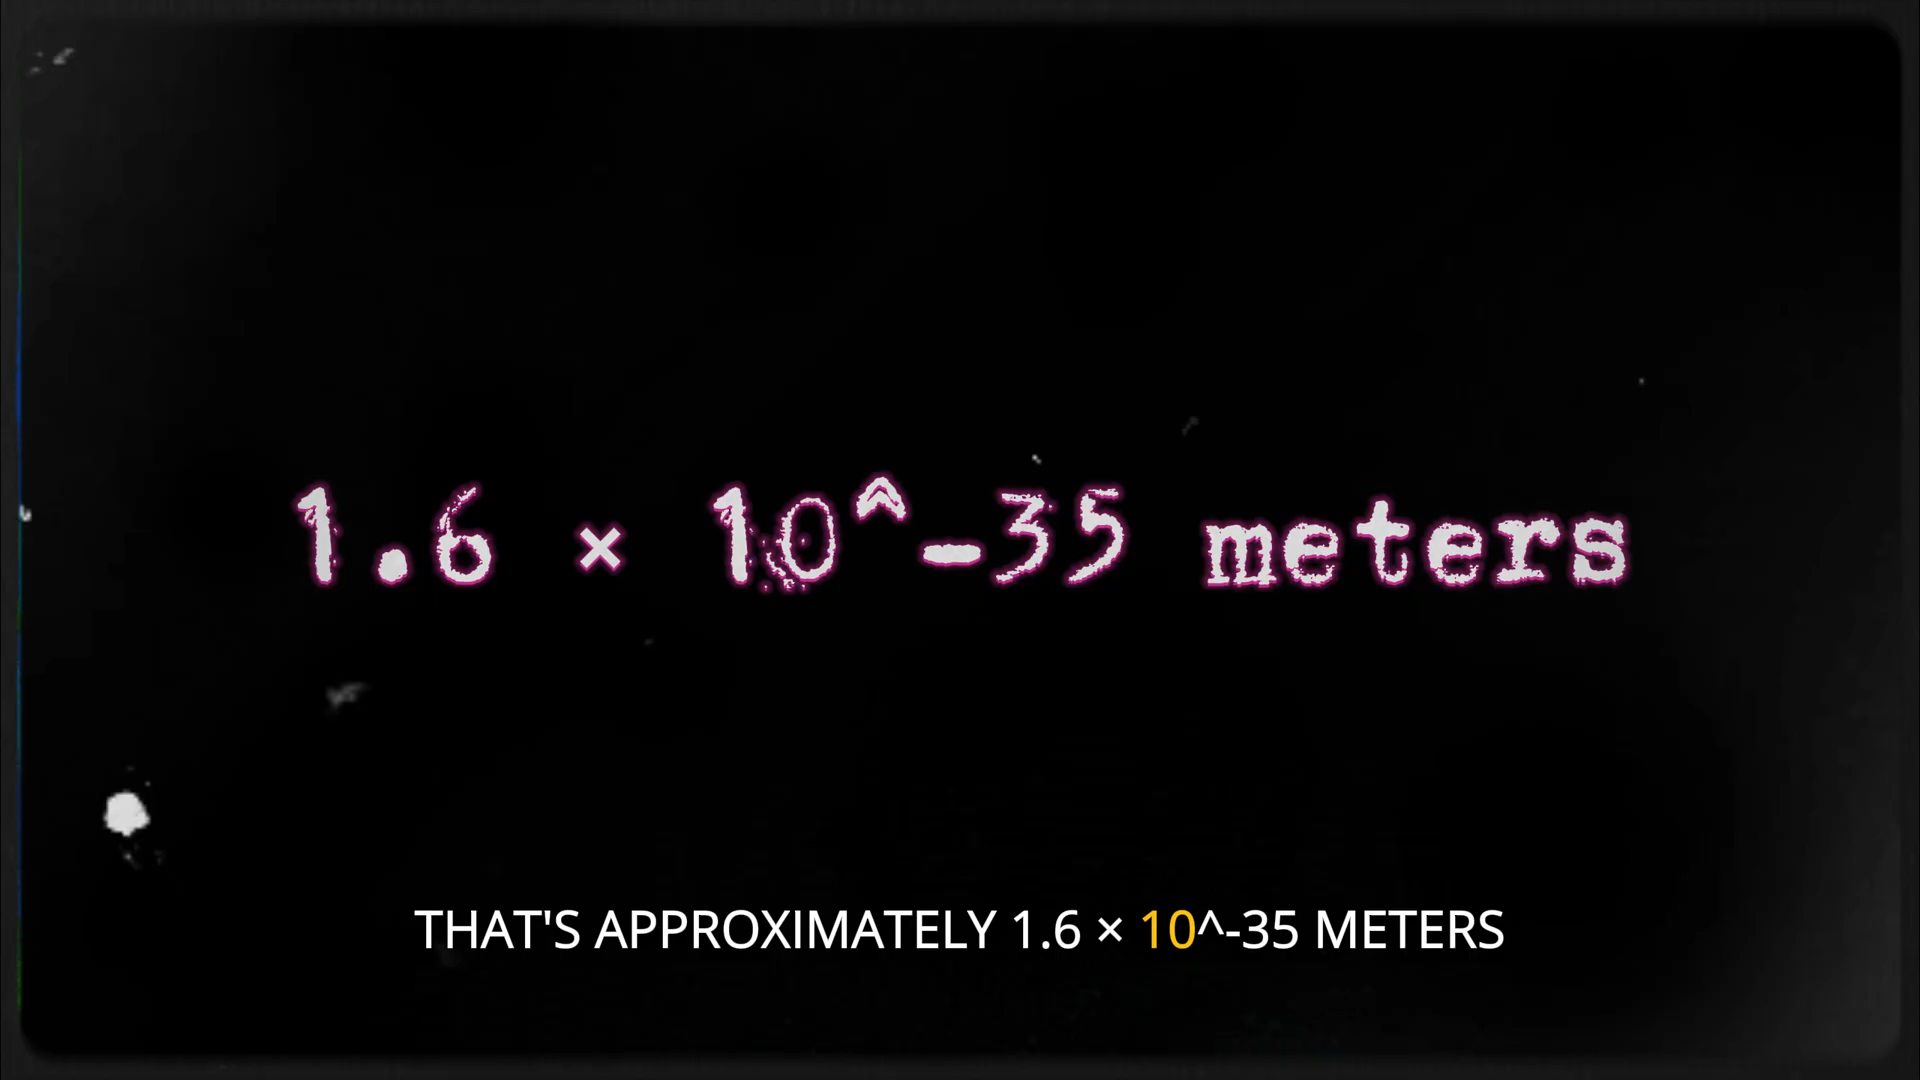 1.6 × 10^-35 meters
THAT'S APPROXIMATELY 1.6 × 10^-35 METERS